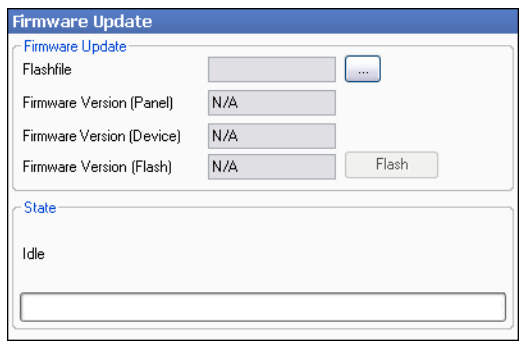 Firmware Update
Firmware Update
Flashfile ...
Firmware Version (Panel) N/A
Firmware Version (Device) N/A
Firmware Version (Flash) N/A Flash
State
Idle